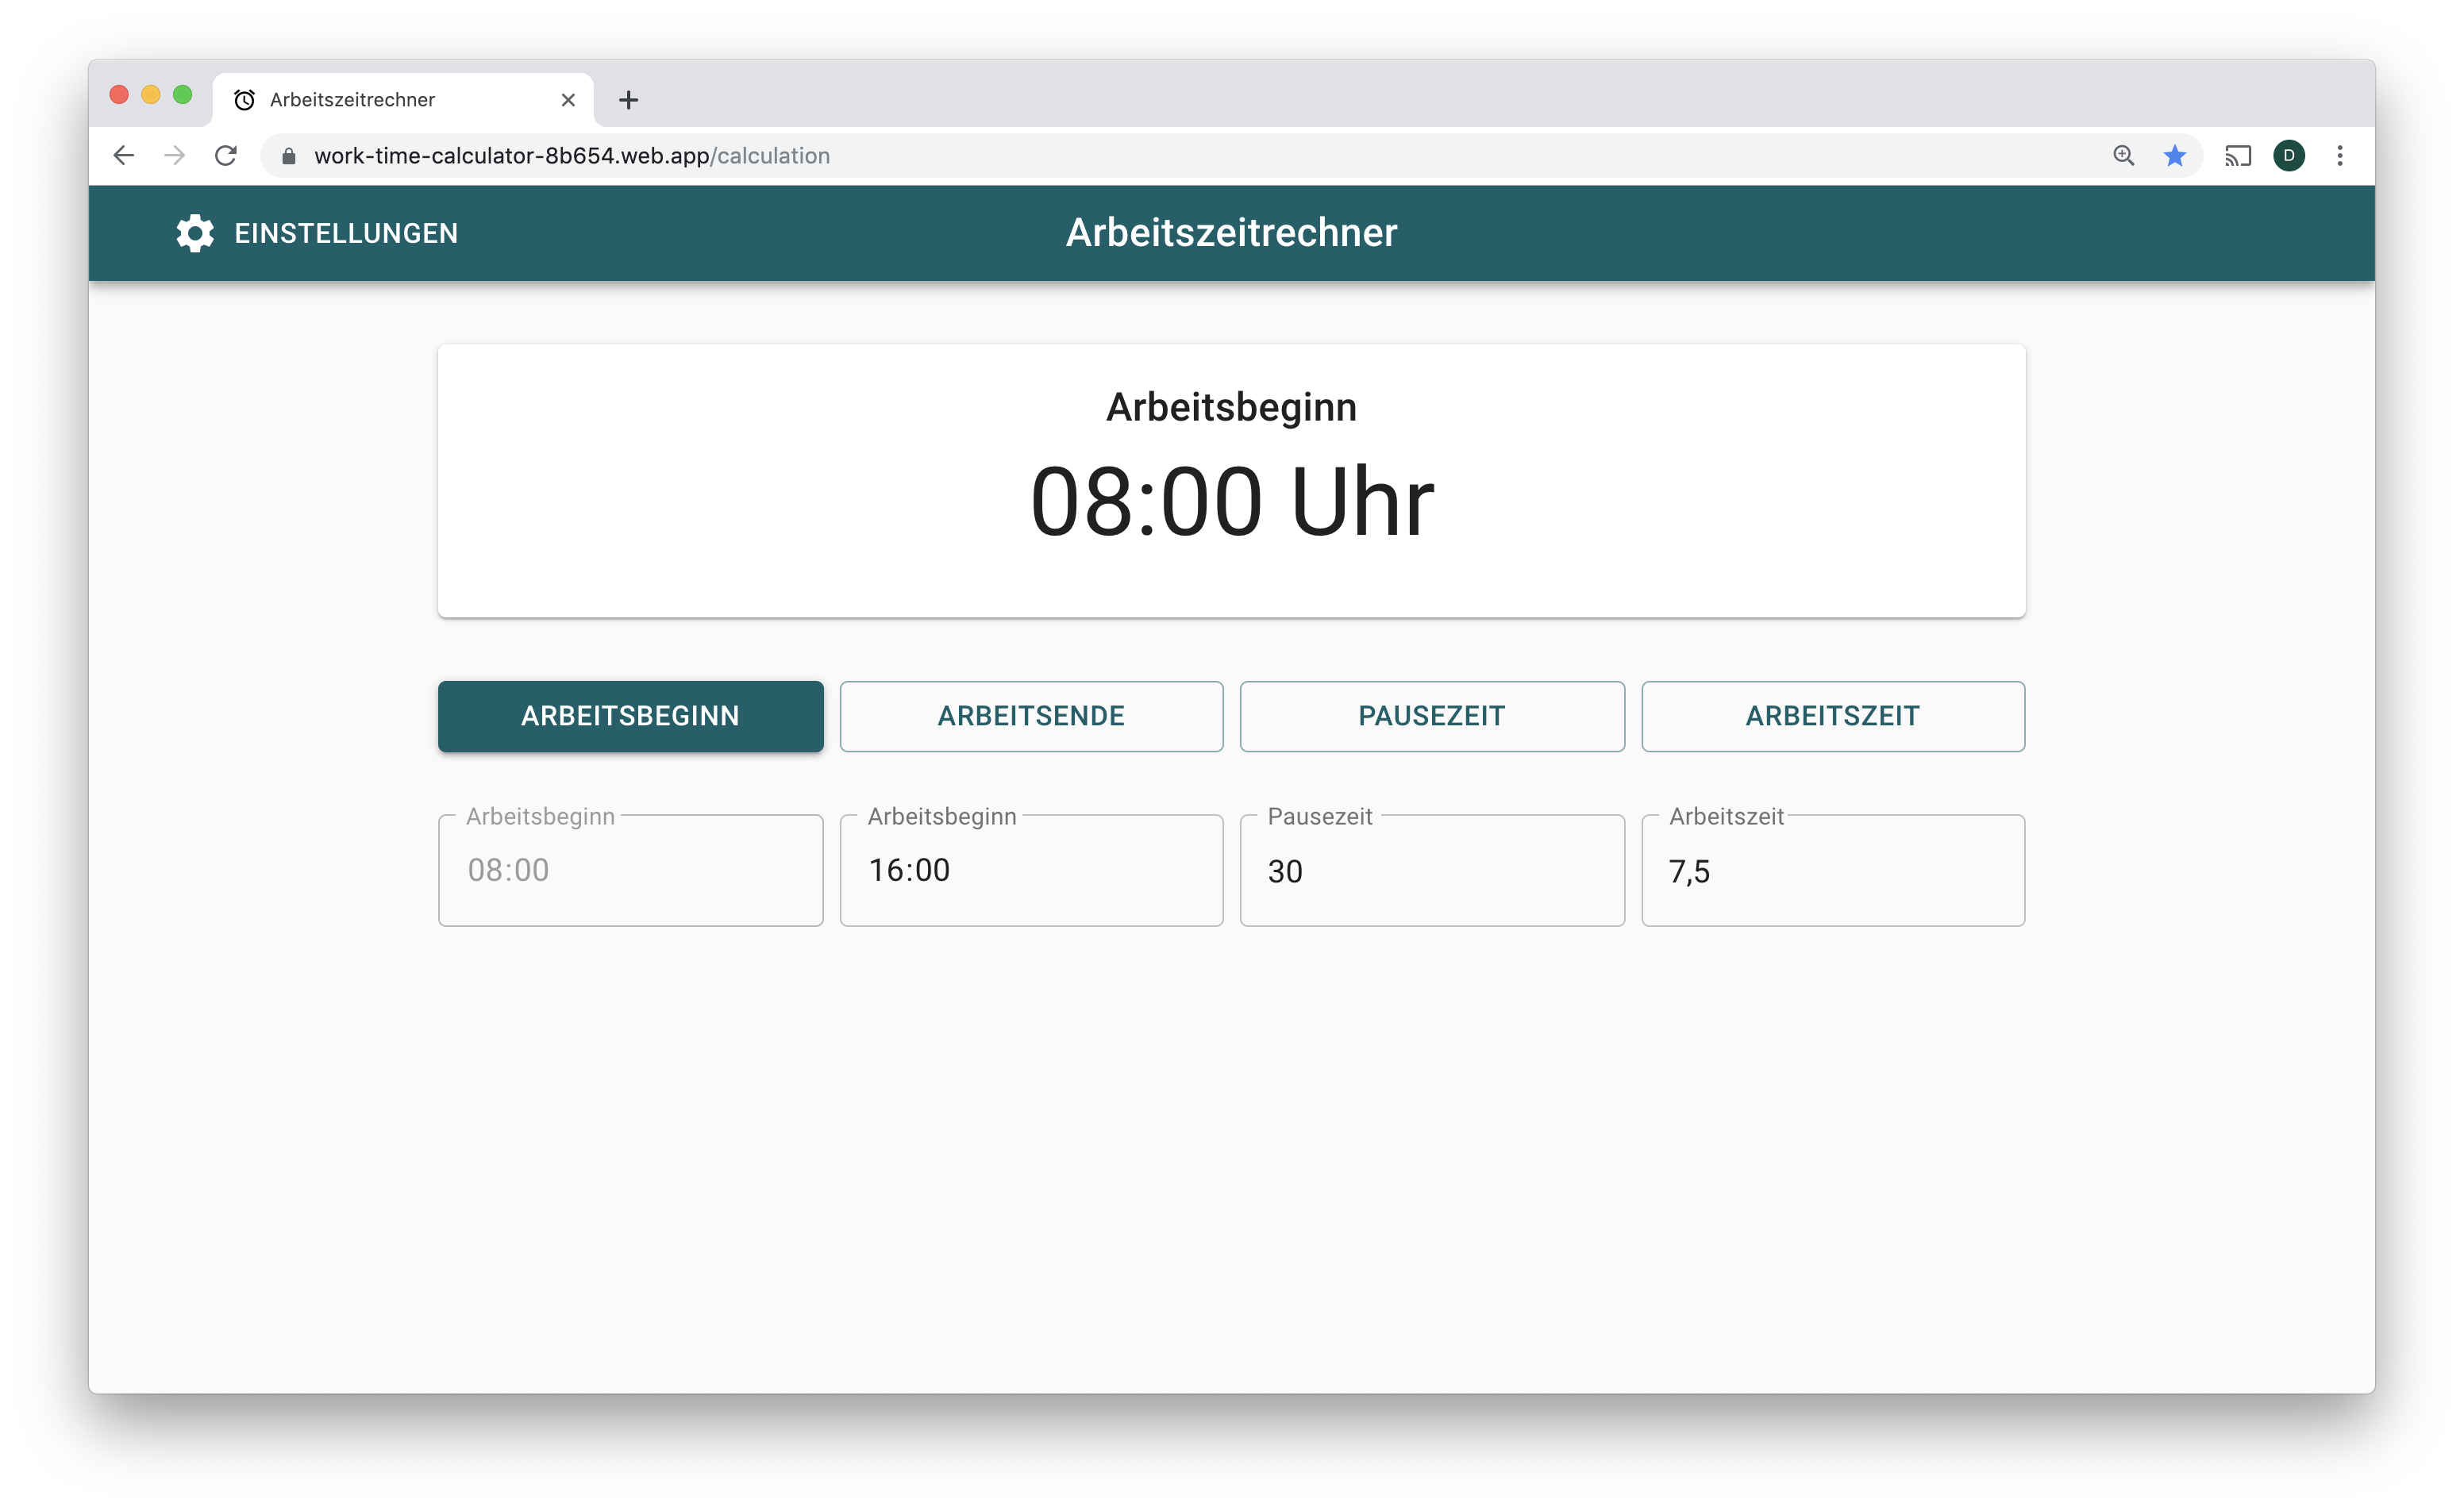 Arbeitszeitrechner
work-time-calculator-8b654.web.app/calculation
D
EINSTELLUNGEN
Arbeitszeitrechner
Arbeitsbeginn
08:00 Uhr
ARBEITSBEGINN
ARBEITSENDE
PAUSEZEIT
ARBEITSZEIT
Arbeitsbeginn
08:00
Arbeitsbeginn
16:00
Pausezeit
30
Arbeitszeit
7,5